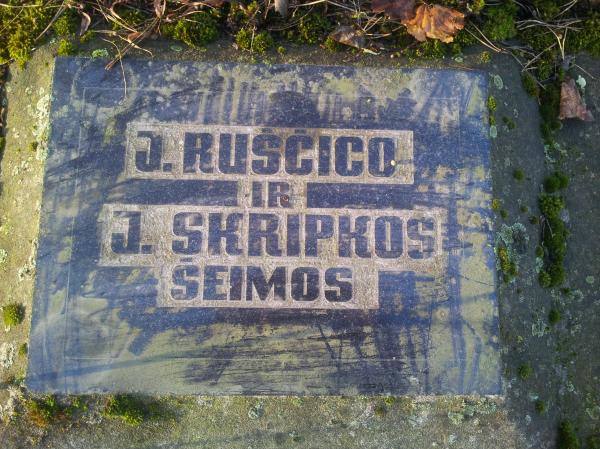 J. RUŠČICO
IR
J. SKRIPKOS
ŠEIMOS